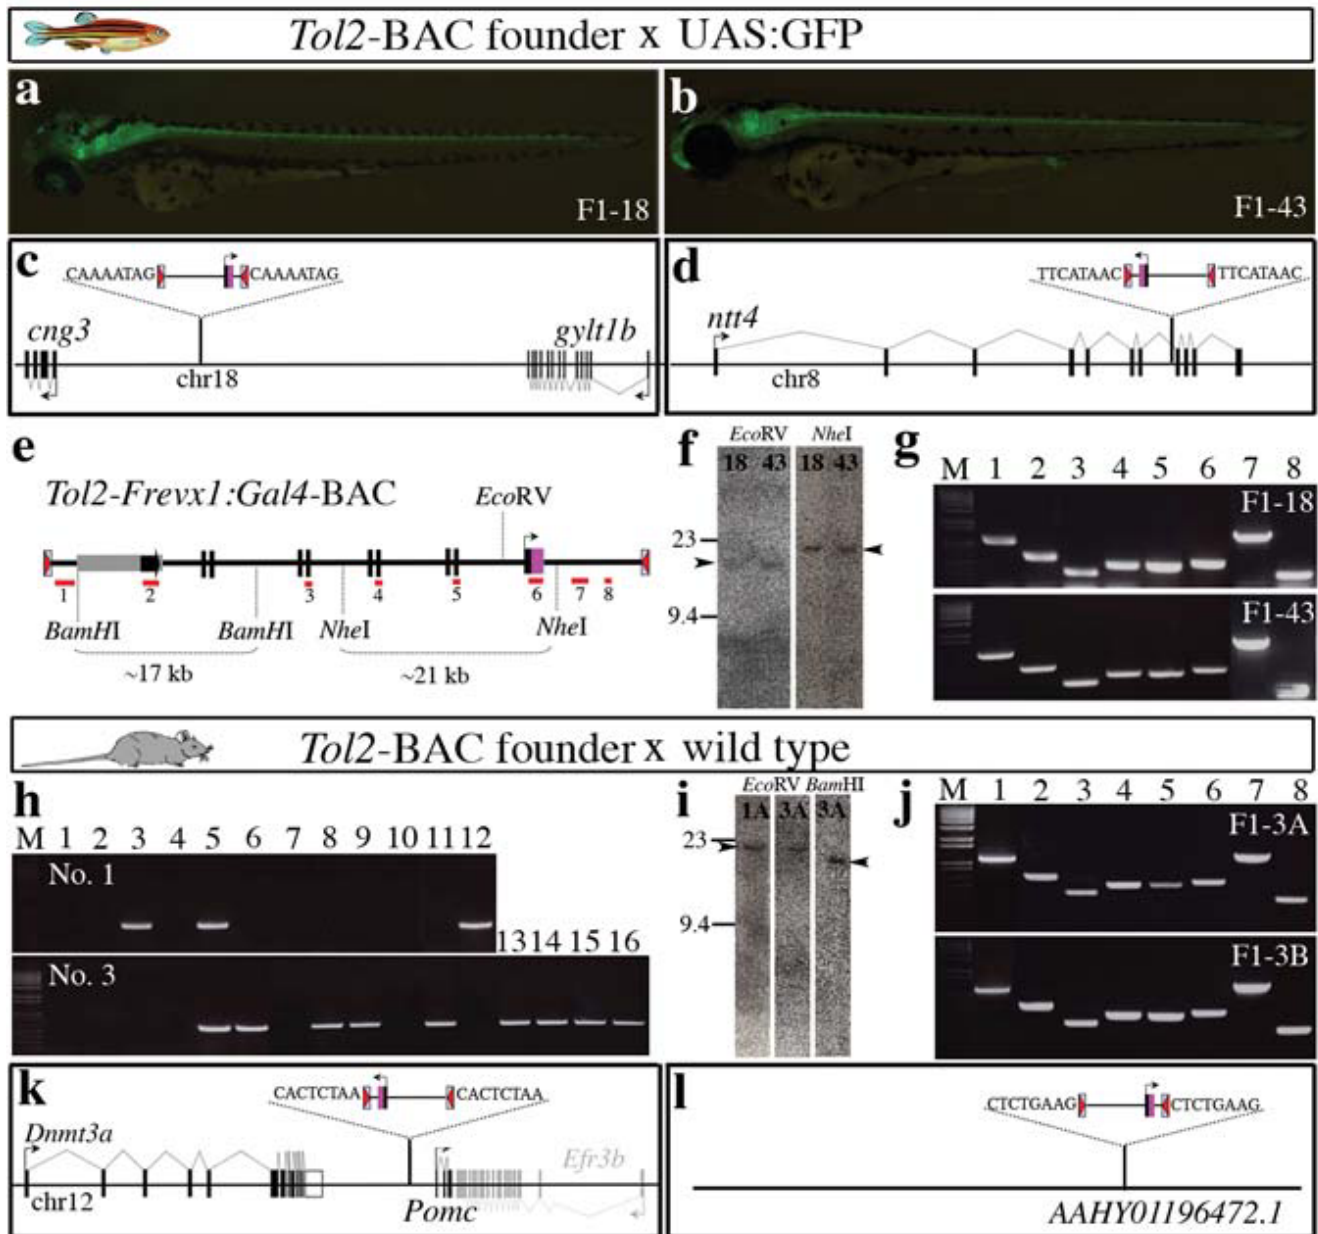 Tol2-BAC founder x UAS:GFP
a
F1-18
b
F1-43
c
CAAAATAG CAAAATAG
cng3
gylt1b
chr18
d
TTCATAAC TTCATAAC
ntt4
chr8
e
Tol2-Frevx1:Gal4-BAC
EcoRV
1 2 3 4 5 6 7 8
BamHI BamHI NheI NheI
~17 kb
~21 kb
f
EcoRV NheI
18 43 18 43
23
9.4
g
M 1 2 3 4 5 6 7 8
F1-18
F1-43
Tol2-BAC founder x wild type
h
M 1 2 3 4 5 6 7 8 9 10 11 12
No. 1
13 14 15 16
No. 3
i
EcoRV BamHI
1A 3A 3A
23
9.4
j
M 1 2 3 4 5 6 7 8
F1-3A
F1-3B
k
CACTCTAA CACTCTAA
Dnmt3a
Efr3b
chr12
Pomc
l
CTCTGAAG CTCTGAAG
AAHY01196472.1